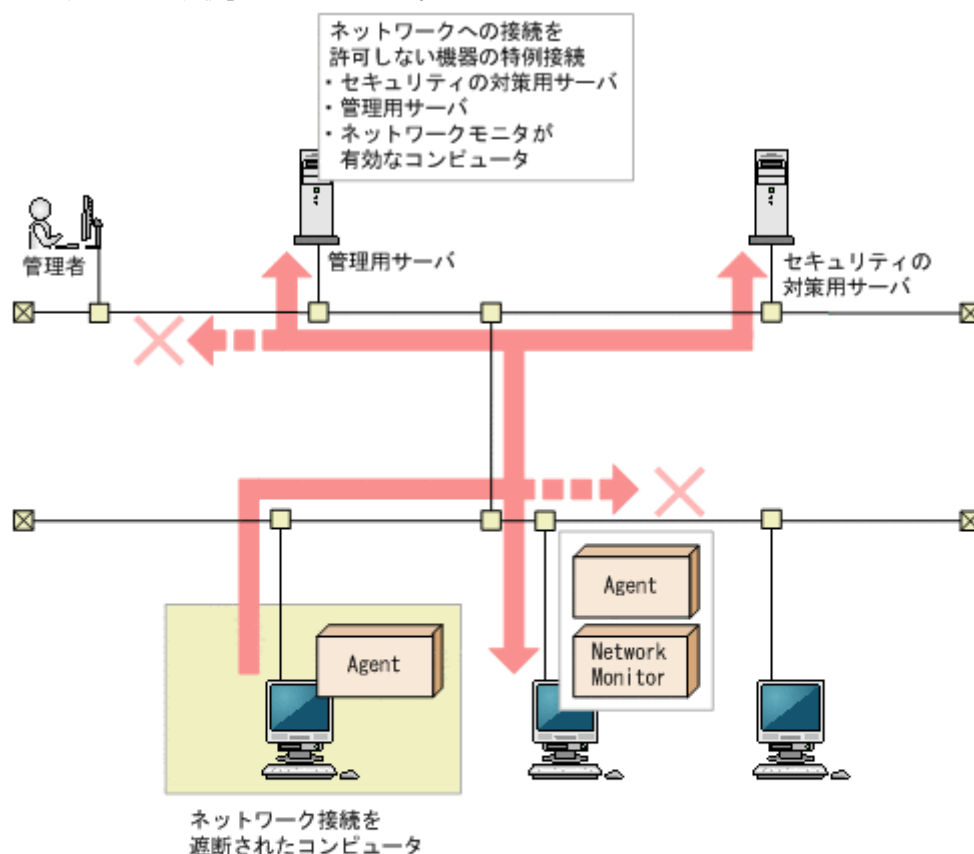 ネットワークへの接続を
許可しない機器の特例接続
・セキュリティの対策用サーバ
・管理用サーバ
・ネットワークモニタが
有効なコンピュータ
管理者
管理用サーバ
セキュリティの
対策用サーバ
Agent
Agent
Network
Monitor
ネットワーク接続を
遮断されたコンピュータ